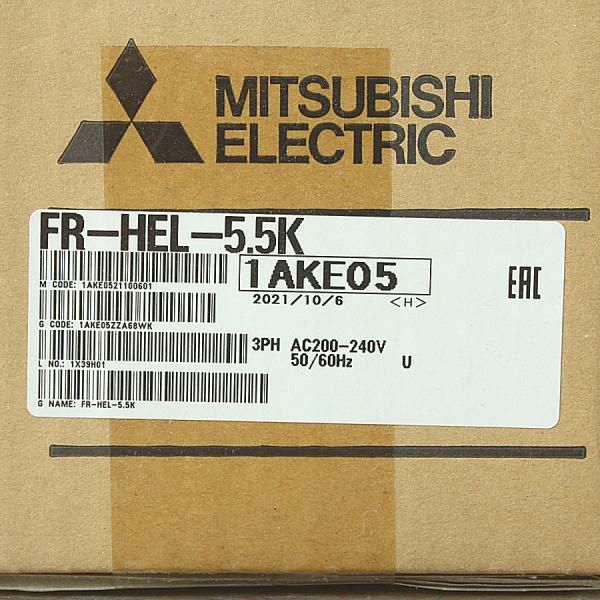 MITSUBISHI
ELECTRIC
FR-HEL-5.5K
1AKE05
M CODE: 1AKE0521100601
2021/10/6 <H>
EAC
G CODE: 1AKE05ZZA68WK
3PH AC200-240V
50/60Hz U
L NO.: 1X39H01
G NAME: FR-HEL-5.5K